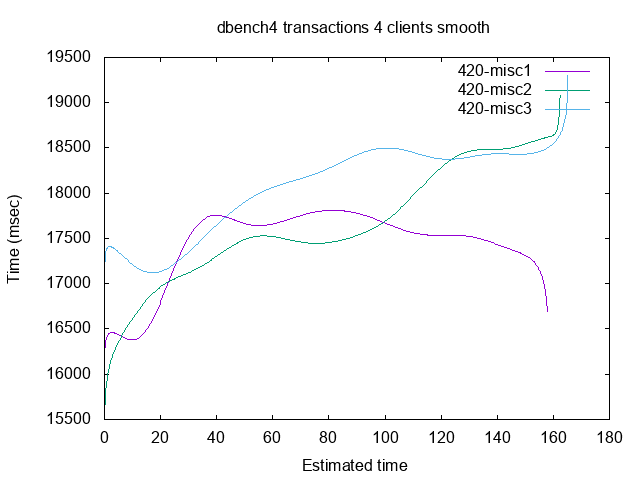 dbench4 transactions 4 clients smooth
19500
19000
18500
18000
17500
17000
16500
16000
15500
Time (msec)
420-misc1
420-misc2
420-misc3
0 20 40 60 80 100 120 140 160 180
Estimated time